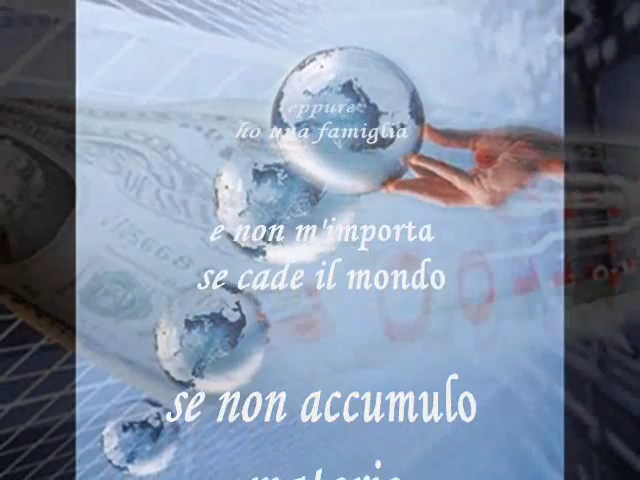 eppure
ho una famiglia
e non m'importa
se cade il mondo
se non accumulo